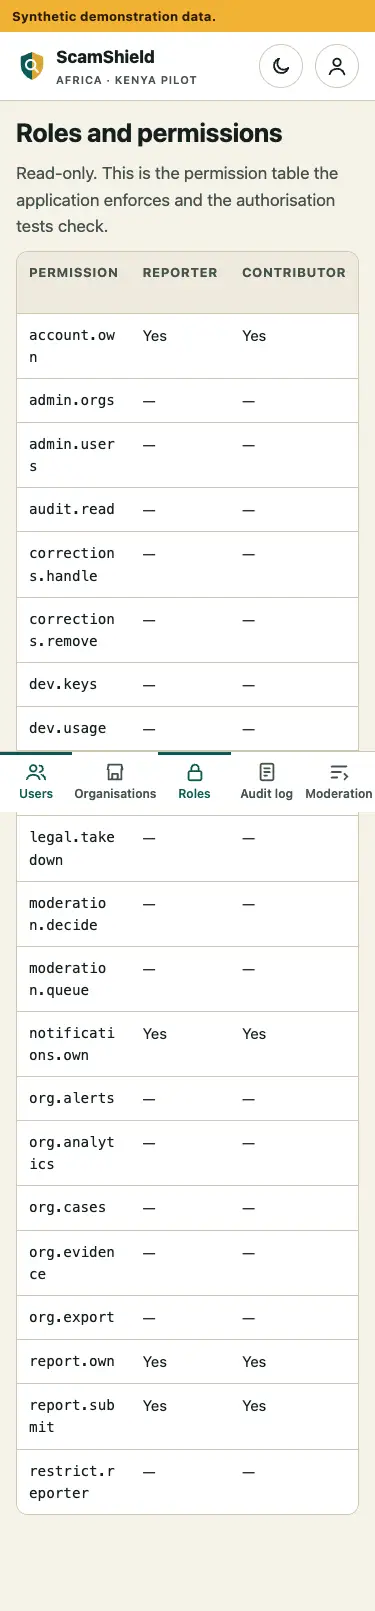 Synthetic demonstration data.
ScamShield
AFRICA · KENYA PILOT
Roles and permissions
Read-only. This is the permission table the
application enforces and the authorisation
tests check.
PERMISSION REPORTER CONTRIBUTOR
account.ow Yes Yes
n
admin.orgs — —
admin.user — —
s
audit.read — —
correction — —
s.handle
correction — —
s.remove
dev.keys — —
dev.usage — —
Users Organisations Roles Audit log Moderation
legal.take — —
down
moderatio — —
n.decide
moderatio — —
n.queue
notificati Yes Yes
ons.own
org.alerts — —
org.analyt — —
ics
org.cases — —
org.eviden — —
ce
org.export — —
report.own Yes Yes
report.sub Yes Yes
mit
restrict.r — —
eporter